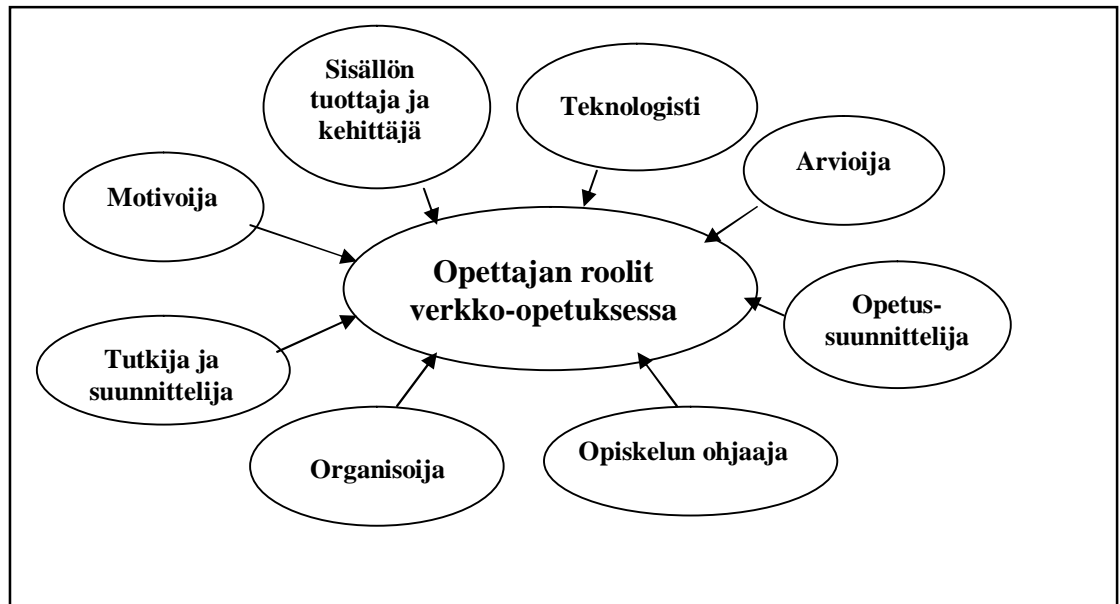 Sisällön
tuottaja ja
kehittäjä
Teknologisti
Arvioija
Motivoija
Opettajan roolit
verkko-opetuksessa
Opetus-
suunnittelija
Tutkija ja
suunnittelija
Organisoija
Opiskelun ohjaaja